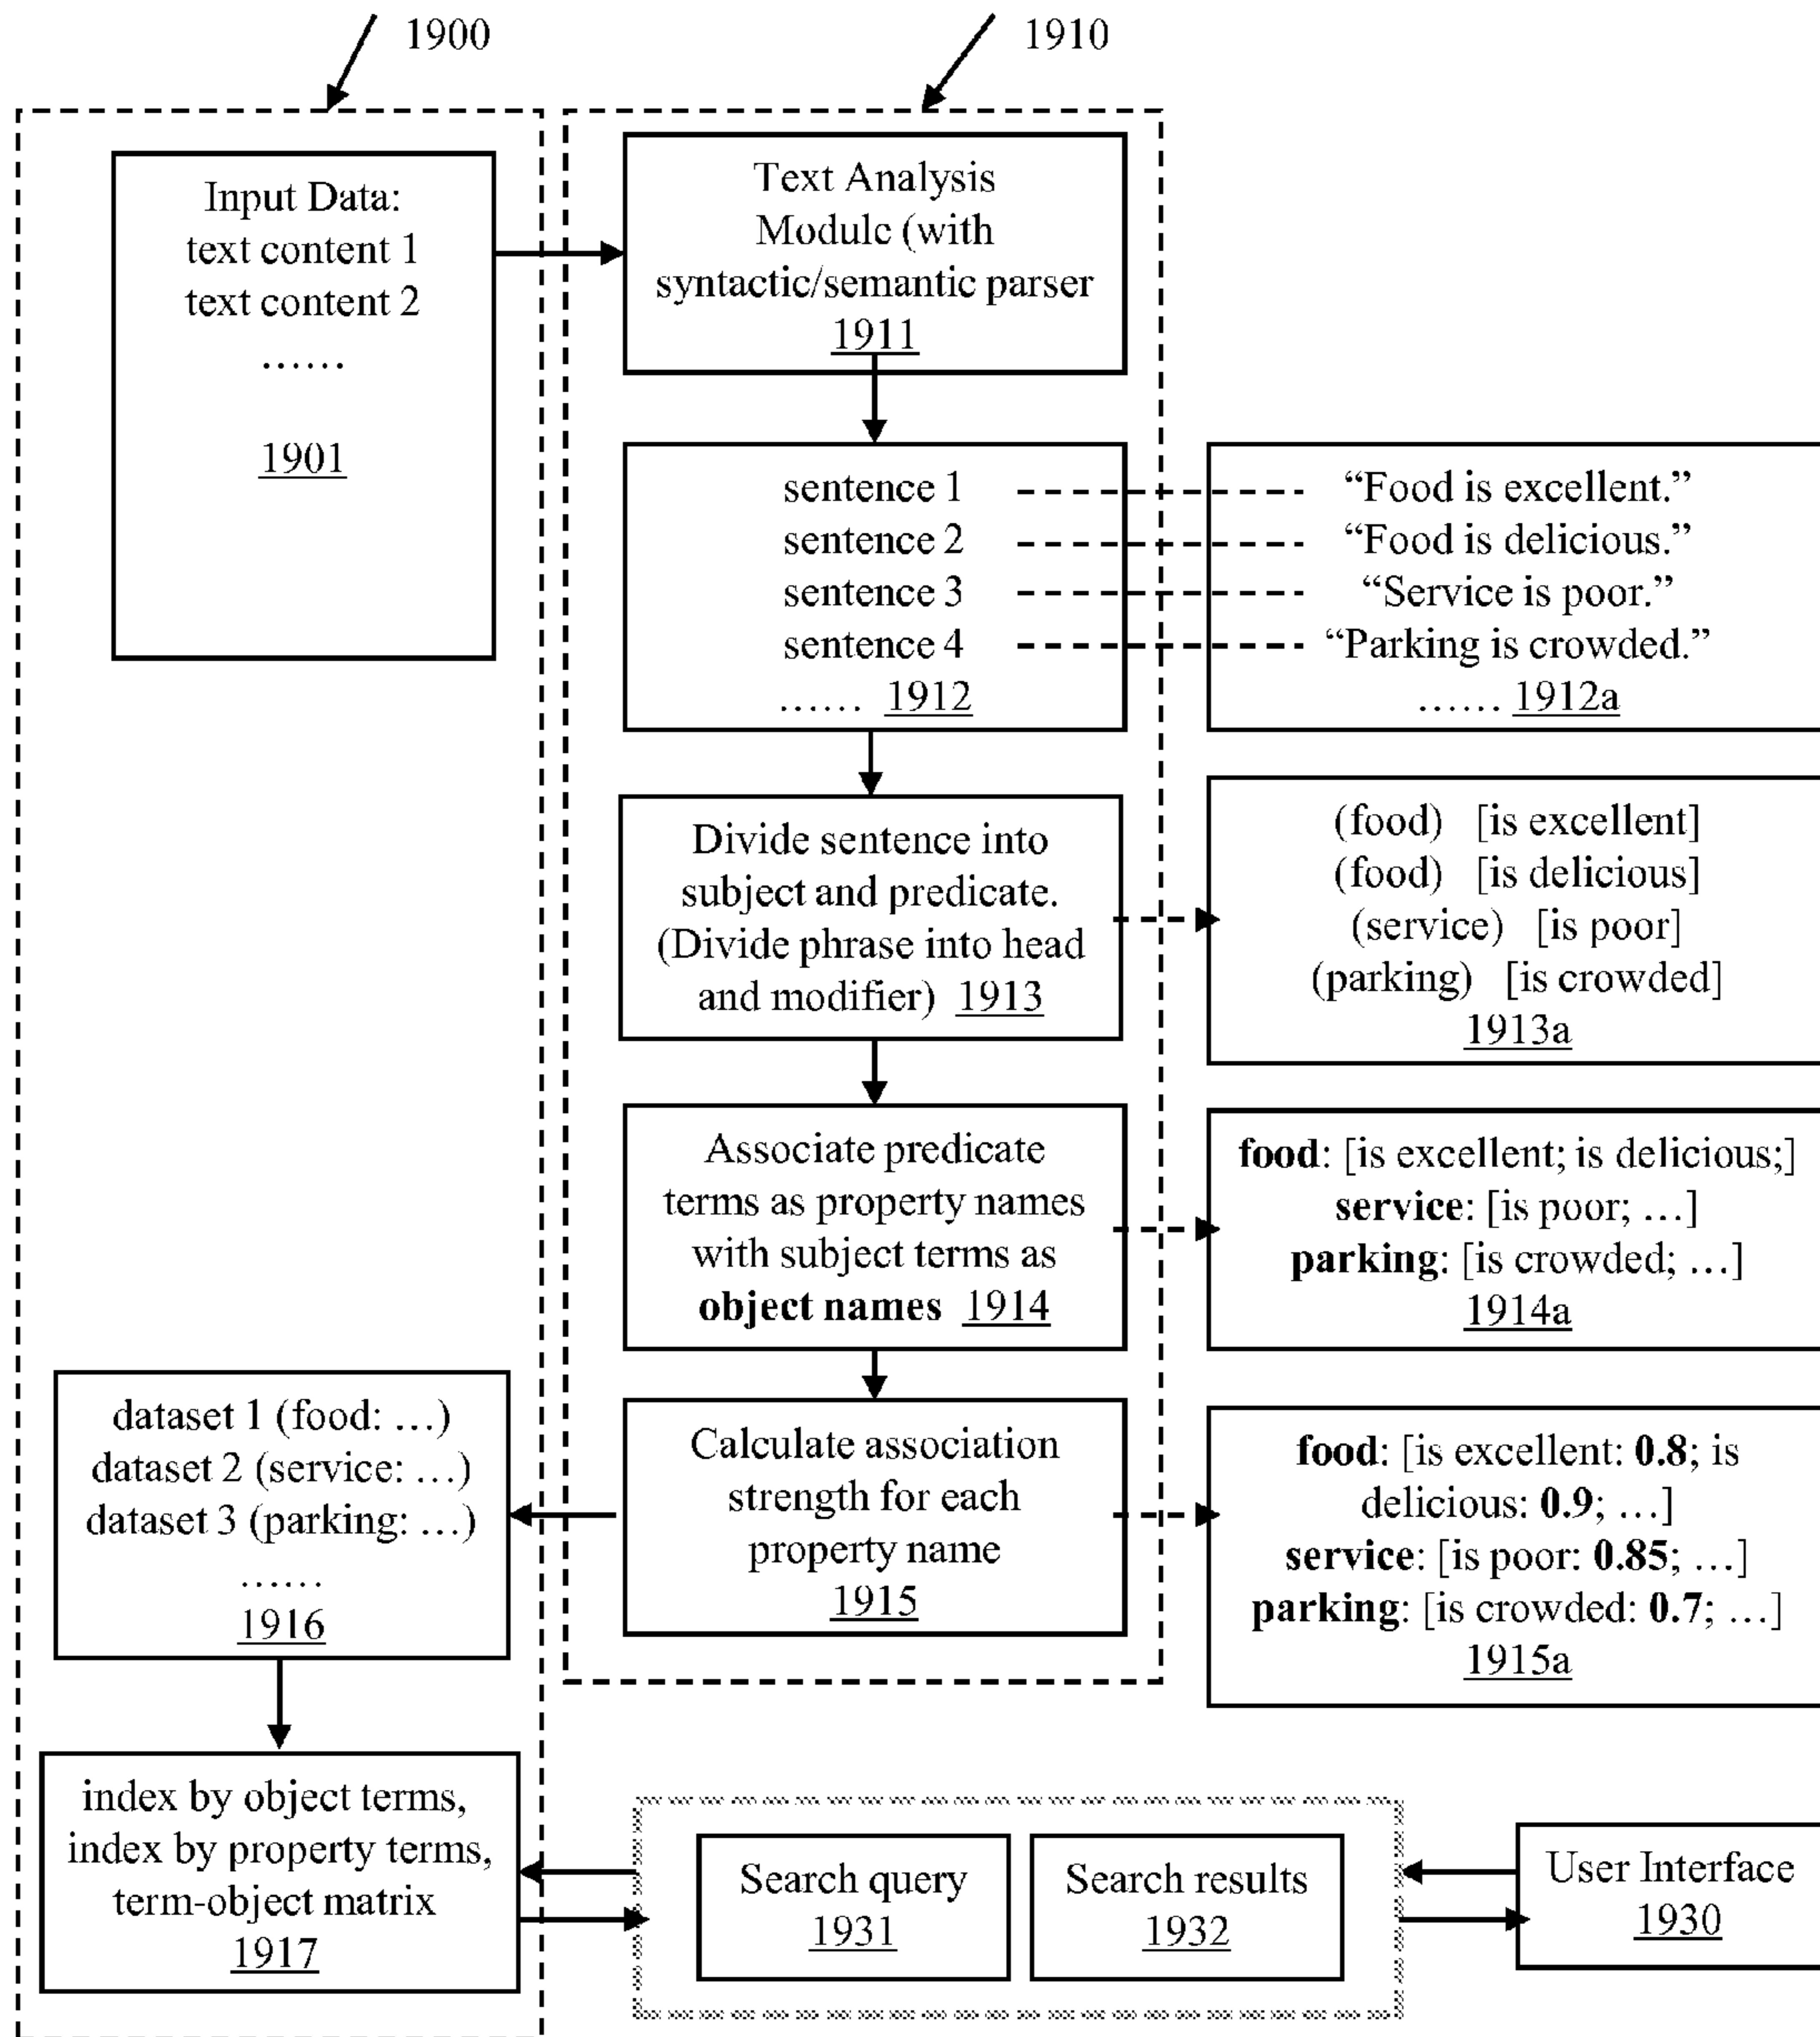 1900
1910
Input Data:
text content 1
text content 2
……
1901
Text Analysis
Module (with
syntactic/semantic parser
1911
sentence 1
sentence 2
sentence 3
sentence 4
…… 1912
“Food is excellent.”
“Food is delicious.”
“Service is poor.”
“Parking is crowded.”
…… 1912a
Divide sentence into
subject and predicate.
(Divide phrase into head
and modifier) 1913
(food) [is excellent]
(food) [is delicious]
(service) [is poor]
(parking) [is crowded]
1913a
Associate predicate
terms as property names
with subject terms as
object names 1914
food: [is excellent; is delicious;]
service: [is poor; …]
parking: [is crowded; …]
1914a
Calculate association
strength for each
property name
1915
food: [is excellent: 0.8; is
delicious: 0.9; …]
service: [is poor: 0.85; …]
parking: [is crowded: 0.7; …]
1915a
dataset 1 (food: …)
dataset 2 (service: …)
dataset 3 (parking: …)
……
1916
index by object terms,
index by property terms,
term-object matrix
1917
Search query
1931
Search results
1932
User Interface
1930